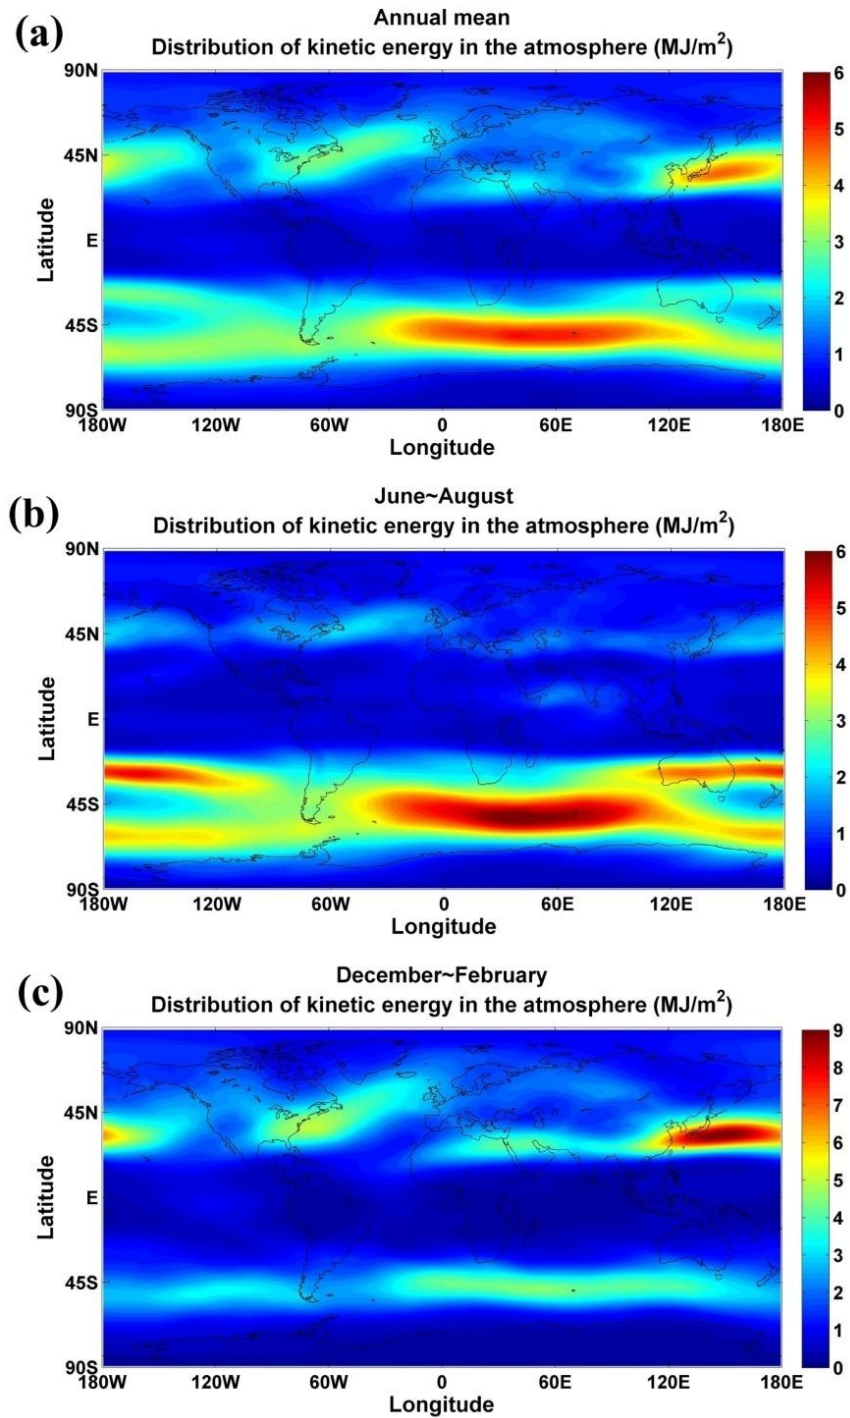 (a)
Annual mean
Distribution of kinetic energy in the atmosphere (MJ/m²)
90N
45N
E
45S
90S
Latitude
180W 120W 60W 0 60E 120E 180E
Longitude
6
5
4
3
2
1
0
(b)
June~August
Distribution of kinetic energy in the atmosphere (MJ/m²)
90N
45N
E
45S
90S
Latitude
180W 120W 60W 0 60E 120E 180E
Longitude
6
5
4
3
2
1
0
(c)
December~February
Distribution of kinetic energy in the atmosphere (MJ/m²)
90N
45N
E
45S
90S
Latitude
180W 120W 60W 0 60E 120E 180E
Longitude
9
8
7
6
5
4
3
2
1
0